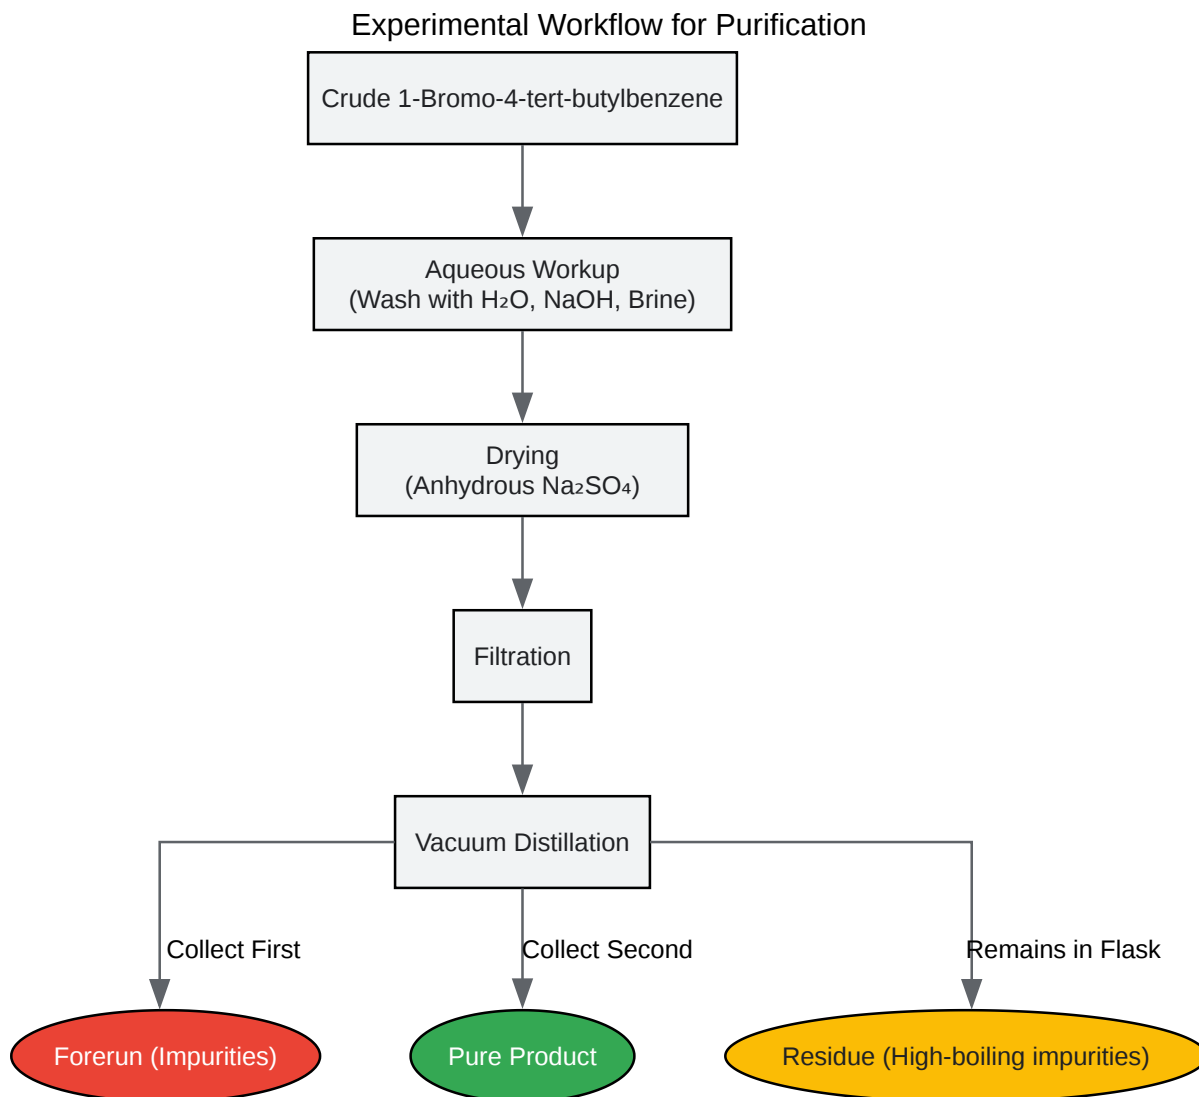 Experimental Workflow for Purification
Crude 1-Bromo-4-tert-butylbenzene
Aqueous Workup
(Wash with H₂O, NaOH, Brine)
Drying
(Anhydrous Na₂SO₄)
Filtration
Vacuum Distillation
Collect First
Collect Second
Remains in Flask
Forerun (Impurities)
Pure Product
Residue (High-boiling impurities)